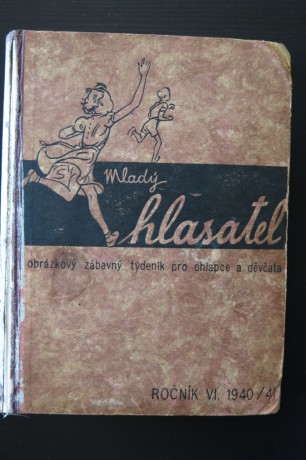 Mladý
hlasatel
obrázkový zábavný týdeník pro chlapce a děvčata
ROČNÍK VI. 1940/41